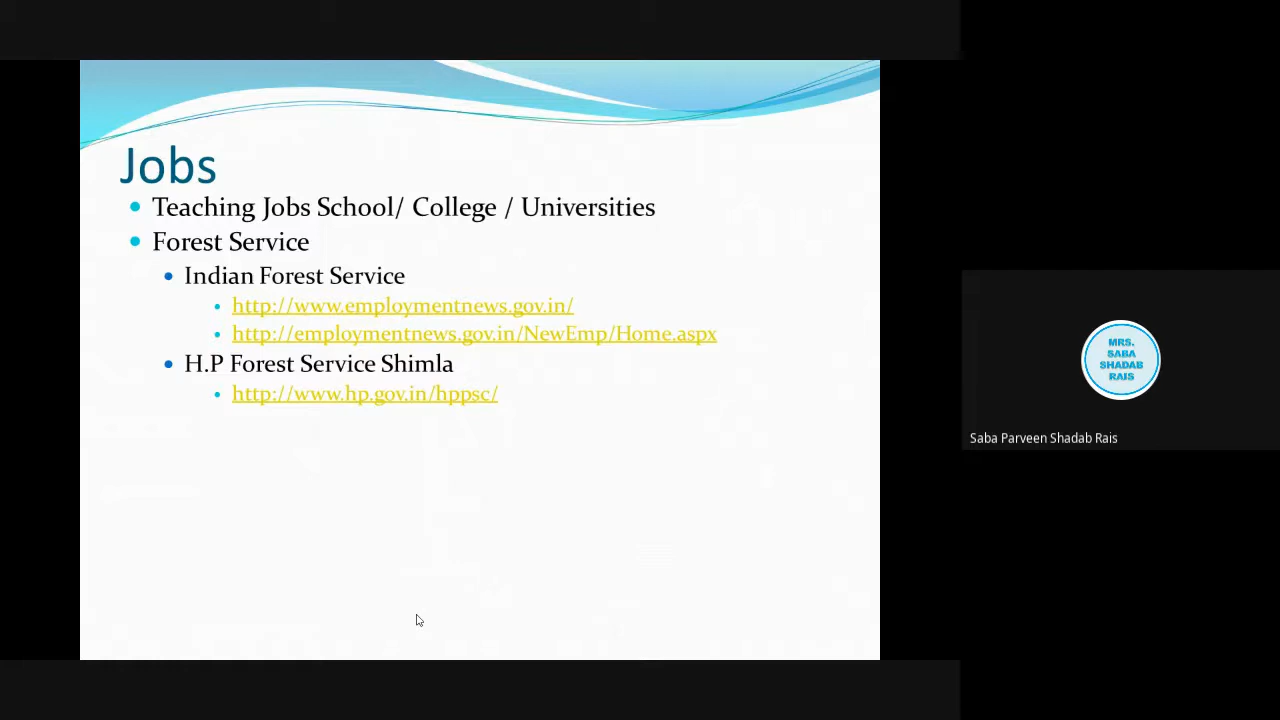 Jobs
Teaching Jobs School/ College / Universities
Forest Service
Indian Forest Service
http://www.employmentnews.gov.in/
http://employmentnews.gov.in/NewEmp/Home.aspx
H.P Forest Service Shimla
http://www.hp.gov.in/hppsc/
MRS.
SABA
SHADAB
RAIS
Saba Parveen Shadab Rais